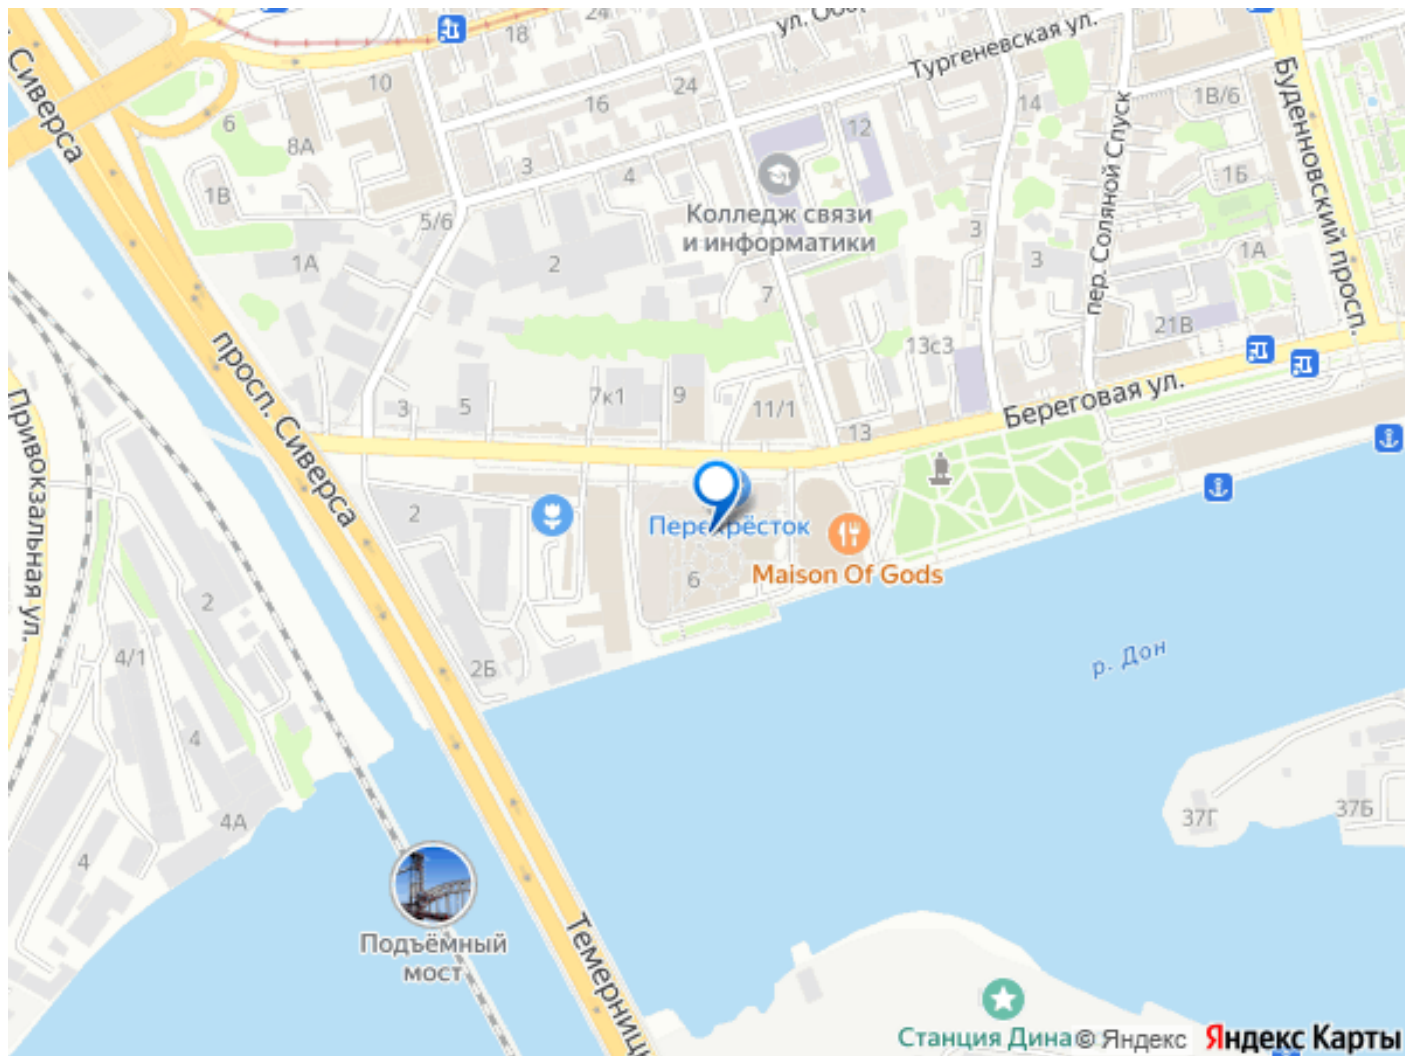 24
ул. Оба
18
Тургеневская ул.
просп. Сиверса
10
24
16
1В/6
14
Буденновский просп.
6
12
8А
пер. Соляной Спуск
3
4
1Б
1В
5/6
Колледж связи
и информатики
3
1А
2
3
1А
7
21В
13с3
Привокзальная ул.
3
5
7к1
9
11/1
Береговая ул.
13
Сиверса
2
Перекрёсток
Maison Of Gods
6
2
4/1
2Б
р. Дон
4
4А
37Г
37Б
4
Подъёмный
мост
Темерниц
Станция Дина
© Яндекс
Яндекс Карты